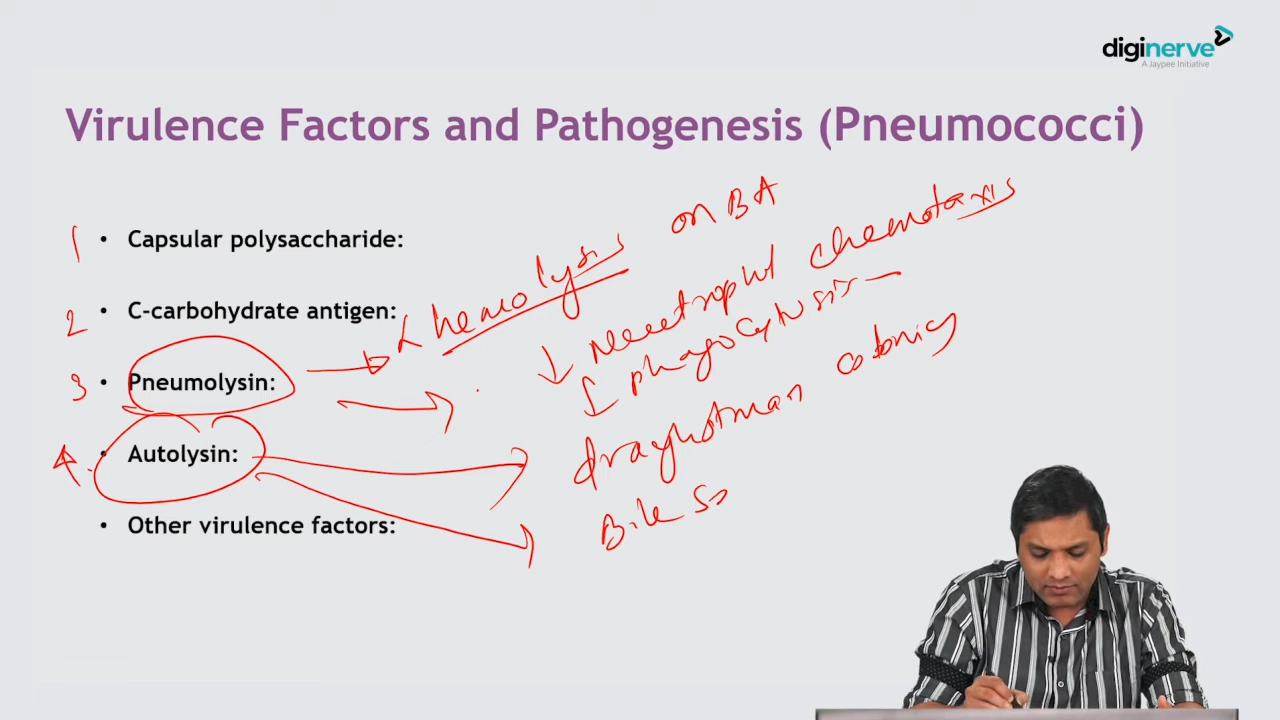 diginerve
A Jaypee Initiative
Virulence Factors and Pathogenesis (Pneumococci)
1 • Capsular polysaccharide:
on BA
2 • C-carbohydrate antigen:
hemolysis
↓ neutrophil chemotaxis
3 • Pneumolysin:
↓ phagocytosis
4 • Autolysin:
draghtman colonies
Bile S
• Other virulence factors: